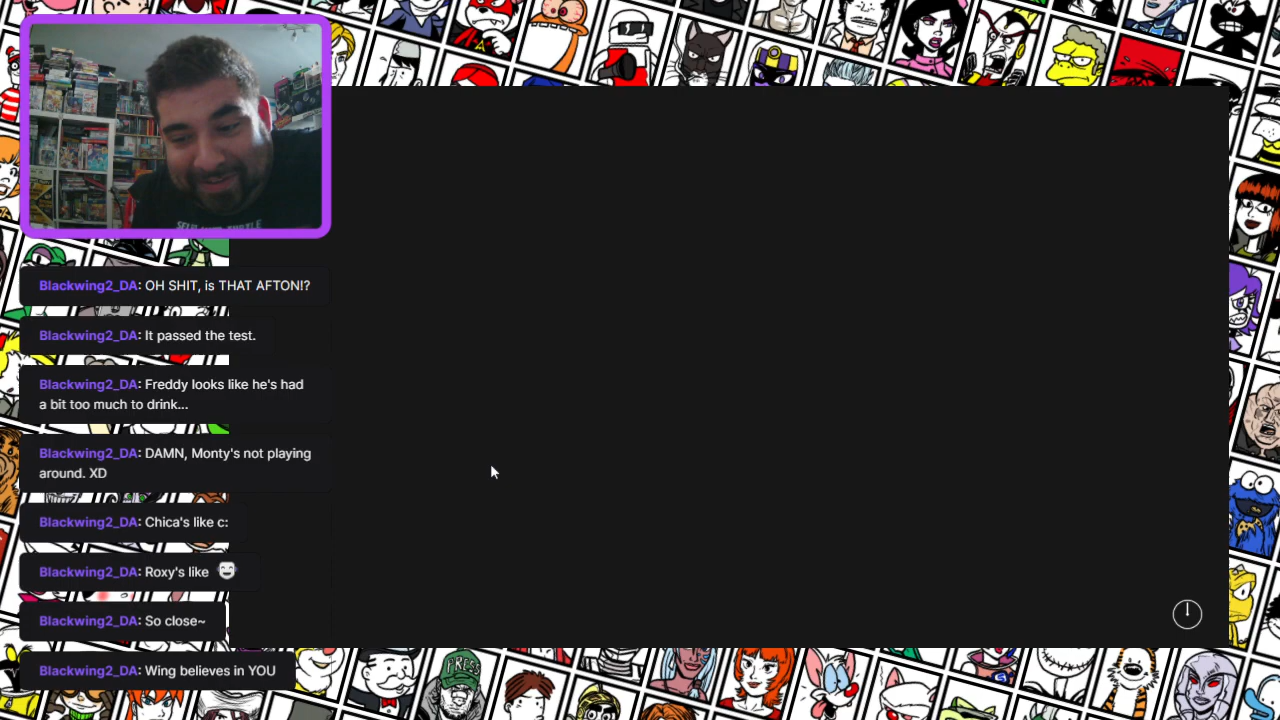 Blackwing2_DA: OH SHIT, is THAT AFTON!?
Blackwing2_DA: It passed the test.
Blackwing2_DA: Freddy looks like he's had
a bit too much to drink...
Blackwing2_DA: DAMN, Monty's not playing
around. XD
Blackwing2_DA: Chica's like c:
Blackwing2_DA: Roxy's like
Blackwing2_DA: So close~
Blackwing2_DA: Wing believes in YOU
PRESS